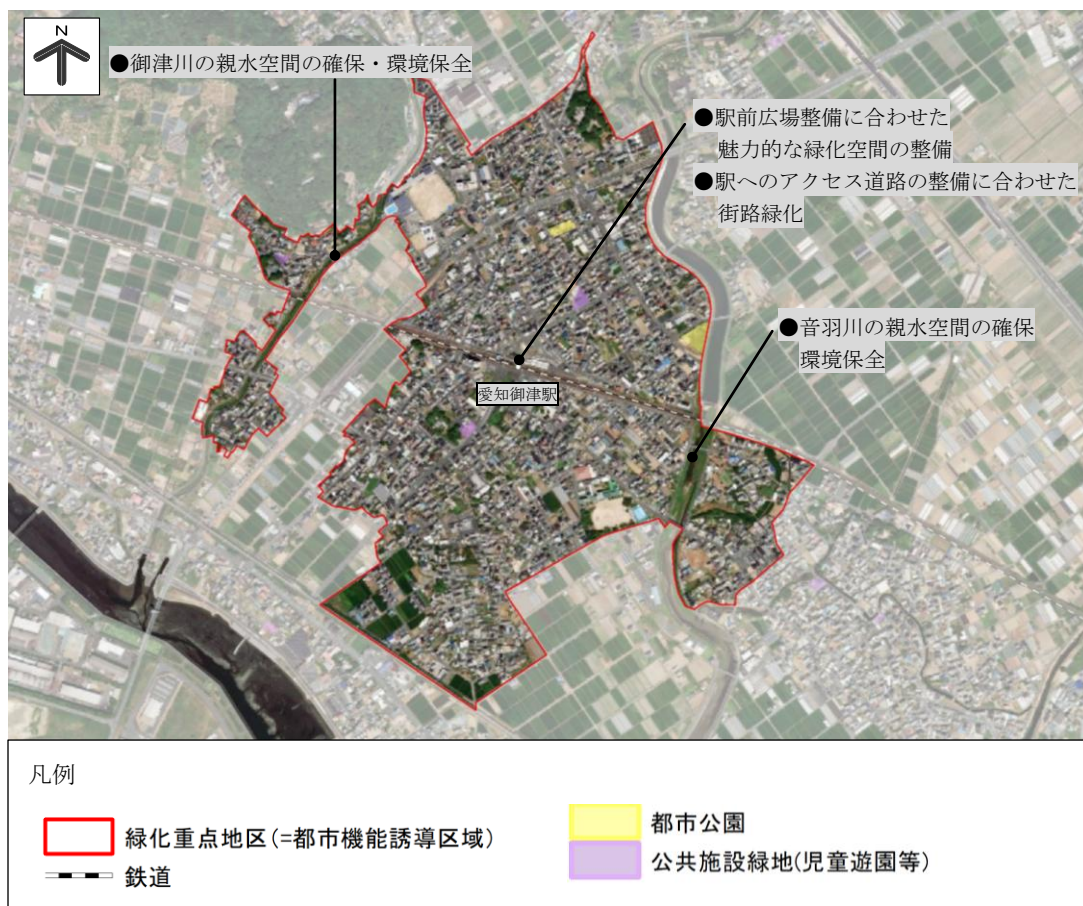 N
●御津川の親水空間の確保・環境保全
●駅前広場整備に合わせた
魅力的な緑化空間の整備
●駅へのアクセス道路の整備に合わせた
街路緑化
●音羽川の親水空間の確保
環境保全
愛知御津駅
凡例
緑化重点地区(=都市機能誘導区域)
鉄道
都市公園
公共施設緑地(児童遊園等)